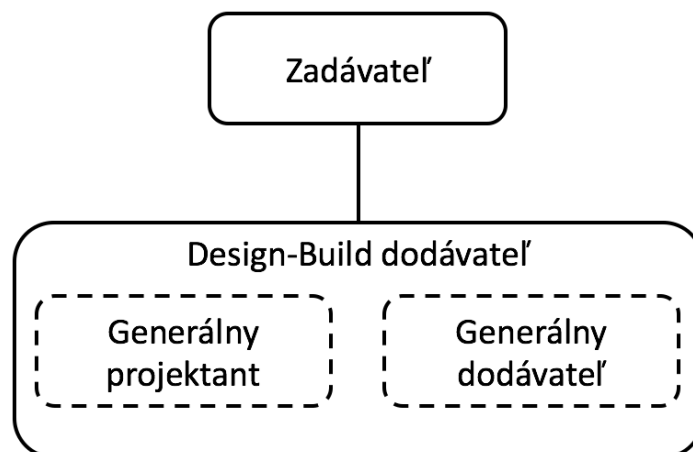 Zadávateľ
Design-Build dodávateľ
Generálny
projektant
Generálny
dodávateľ